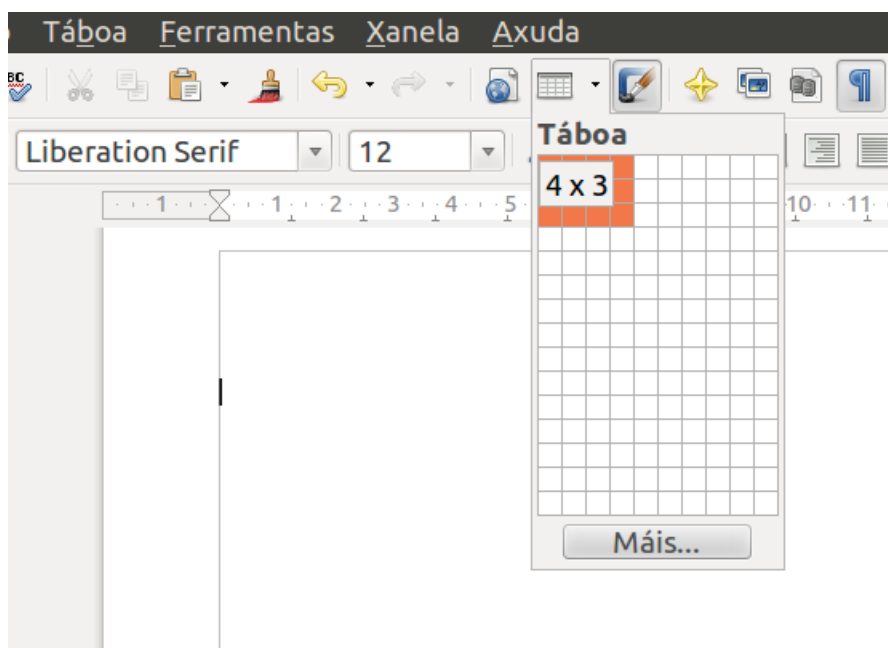 Táboa Ferramentas Xanela Axuda
ABC
Liberation Serif 12
Táboa
4 x 3
1 1 2 3 4 5 10 11
Máis...